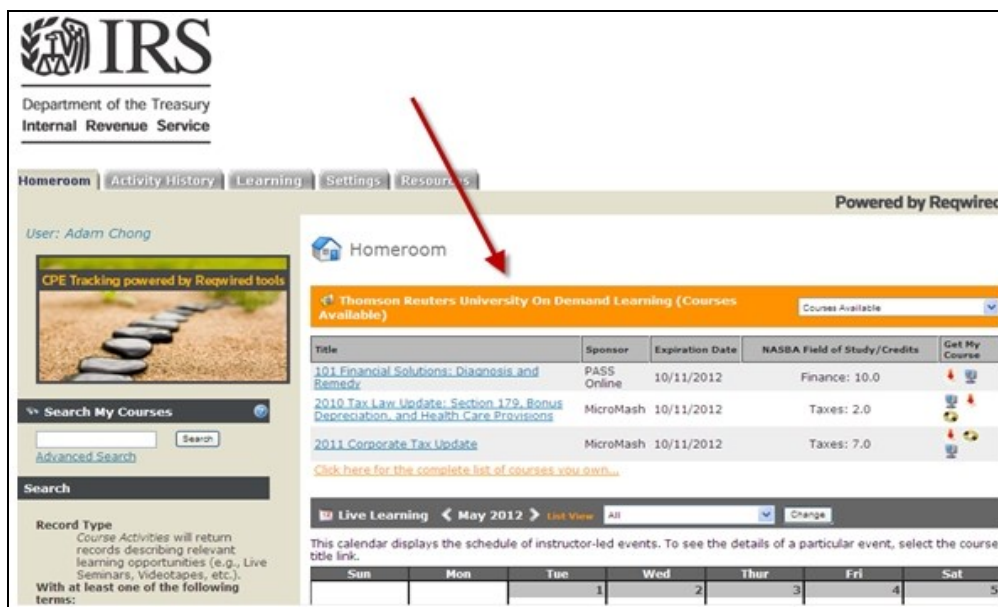 IRS
Department of the Treasury
Internal Revenue Service
Homeroom Activity History Learning Settings Resources
Powered by Reqwired
User: Adam Chong
CPE Tracking powered by Reqwired tools
Search My Courses
Search
Advanced Search
Search
Record Type
Course Activities will return
records describing relevant
learning opportunities (e.g., Live
Seminars, Videotapes, etc.).
With at least one of the following
terms:
Homeroom
Thomson Reuters University On Demand Learning (Courses
Available)
Courses Available
Title Sponsor Expiration Date NASBA Field of Study/Credits Get My
Course
101 Financial Solutions: Diagnosis and
Remedy
PASS
Online
10/11/2012 Finance: 10.0
2010 Tax Law Update: Section 179, Bonus
Depreciation, and Health Care Provisions
MicroMash 10/11/2012 Taxes: 2.0
2011 Corporate Tax Update MicroMash 10/11/2012 Taxes: 7.0
Click here for the complete list of courses you own...
Live Learning May 2012 List View All Change
This calendar displays the schedule of instructor-led events. To see the details of a particular event, select the course
title link.
Sun Mon Tue Wed Thur Fri Sat
1 2 3 4 5